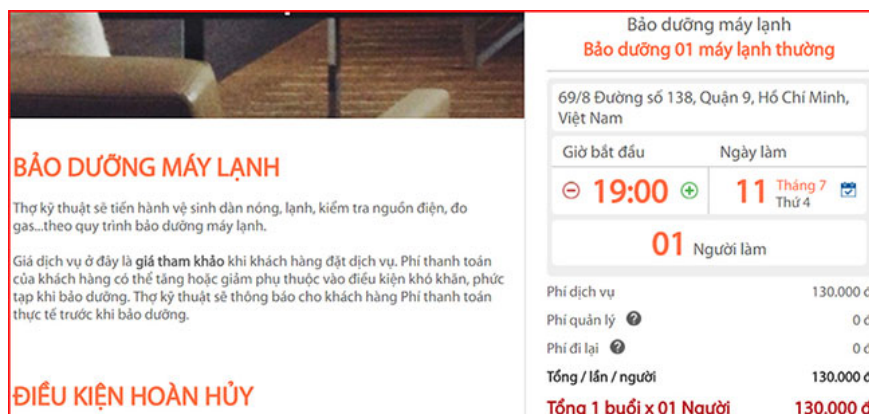 BẢO DƯỠNG MÁY LẠNH
Thợ kỹ thuật sẽ tiến hành vệ sinh dàn nóng, lạnh, kiểm tra nguồn điện, đo
gas...theo quy trình bảo dưỡng máy lạnh.
Giá dịch vụ ở đây là giá tham khảo khi khách hàng đặt dịch vụ. Phí thanh toán
của khách hàng có thể tăng hoặc giảm phụ thuộc vào điều kiện khó khăn, phức
tạp khi bảo dưỡng. Thợ kỹ thuật sẽ thông báo cho khách hàng Phí thanh toán
thực tế trước khi bảo dưỡng.
ĐIỀU KIỆN HOÀN HỦY
Bảo dưỡng máy lạnh
Bảo dưỡng 01 máy lạnh thường
69/8 Đường số 138, Quận 9, Hồ Chí Minh,
Việt Nam
Giờ bắt đầu Ngày làm
19:00 11 Tháng 7
Thứ 4
01 Người làm
Phí dịch vụ 130.000 đ
Phí quản lý ? 0 đ
Phí đi lại ? 0 đ
Tổng / lần / người 130.000 đ
Tổng 1 buổi x 01 Người 130.000 đ